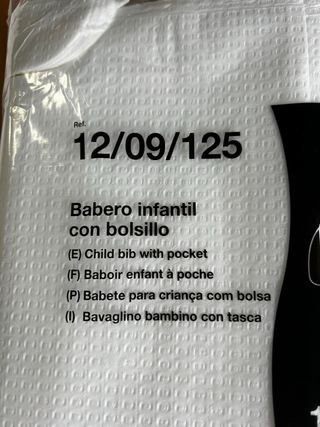 Ref.
12/09/125
Babero infantil
con bolsillo
(E) Child bib with pocket
(F) Baboir enfant à poche
(P) Babete para criança com bolsa
(I) Bavaglino bambino con tasca